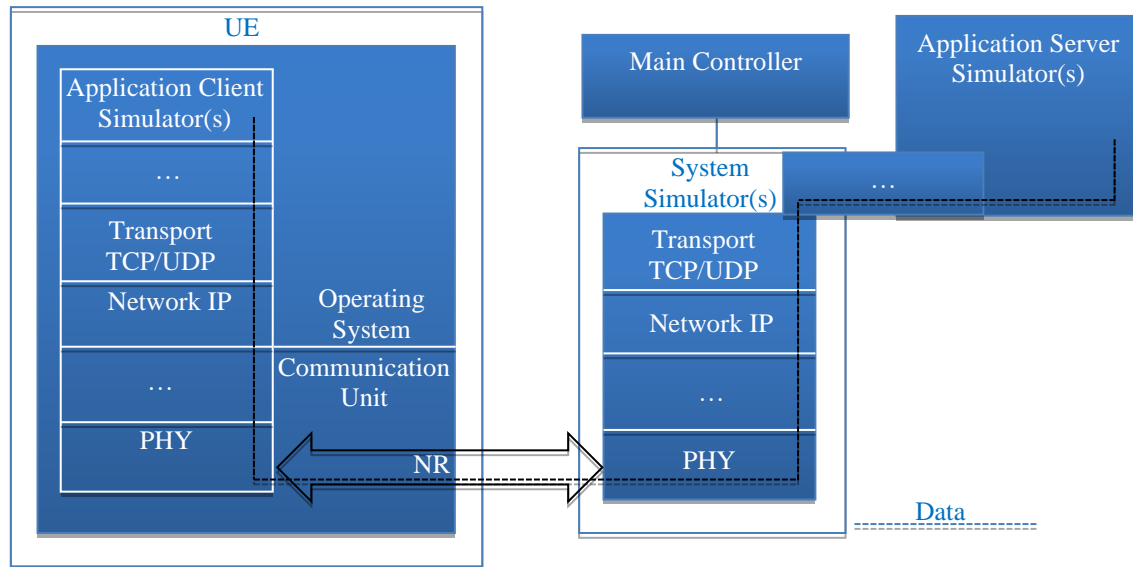 UE
Application Client
Simulator(s)
…
Transport
TCP/UDP
Network IP
Operating
System
Communication
Unit
…
PHY
NR
Main Controller
Application Server
Simulator(s)
System
Simulator(s)
…
Transport
TCP/UDP
Network IP
…
PHY
Data